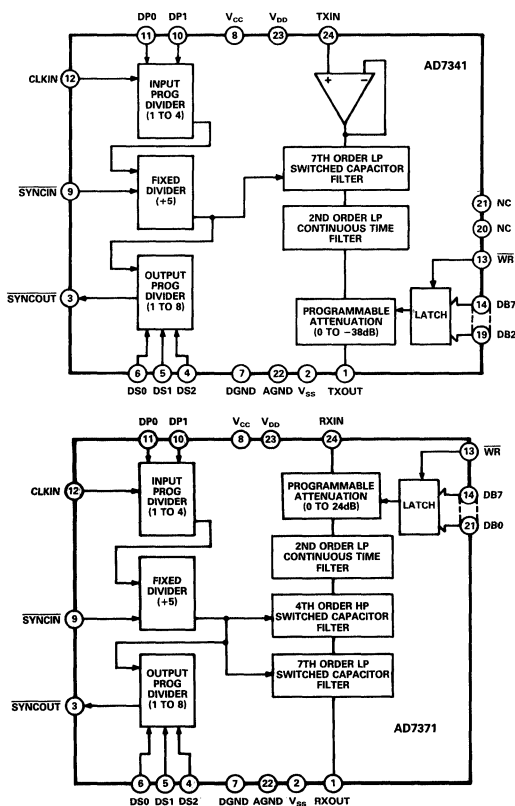 DP0 DP1 VCC VDD TXIN
11 10 8 23 24
AD7341
CLKIN 12
INPUT
PROG
DIVIDER
(1 TO 4)
+ −
7TH ORDER LP
SWITCHED CAPACITOR
FILTER
SYNCIN 9
FIXED
DIVIDER
(+5)
21 NC
20 NC
2ND ORDER LP
CONTINUOUS TIME
FILTER
13 WR
SYNCOUT 3
OUTPUT
PROG
DIVIDER
(1 TO 8)
PROGRAMMABLE
ATTENUATION
(0 TO −38dB)
LATCH
14 DB7
19 DB2
6 5 4 7 22 2 1
DS0 DS1 DS2 DGND AGND VSS TXOUT
DP0 DP1 VCC VDD RXIN
11 10 8 23 24
13 WR
CLKIN 12
INPUT
PROG
DIVIDER
(1 TO 4)
PROGRAMMABLE
ATTENUATION
(0 TO 24dB)
LATCH
14 DB7
21 DB0
2ND ORDER LP
CONTINUOUS TIME
FILTER
SYNCIN 9
FIXED
DIVIDER
(+5)
4TH ORDER HP
SWITCHED CAPACITOR
FILTER
SYNCOUT 3
OUTPUT
PROG
DIVIDER
(1 TO 8)
7TH ORDER LP
SWITCHED CAPACITOR
FILTER
AD7371
6 5 4 7 22 2 1
DS0 DS1 DS2 DGND AGND VSS RXOUT